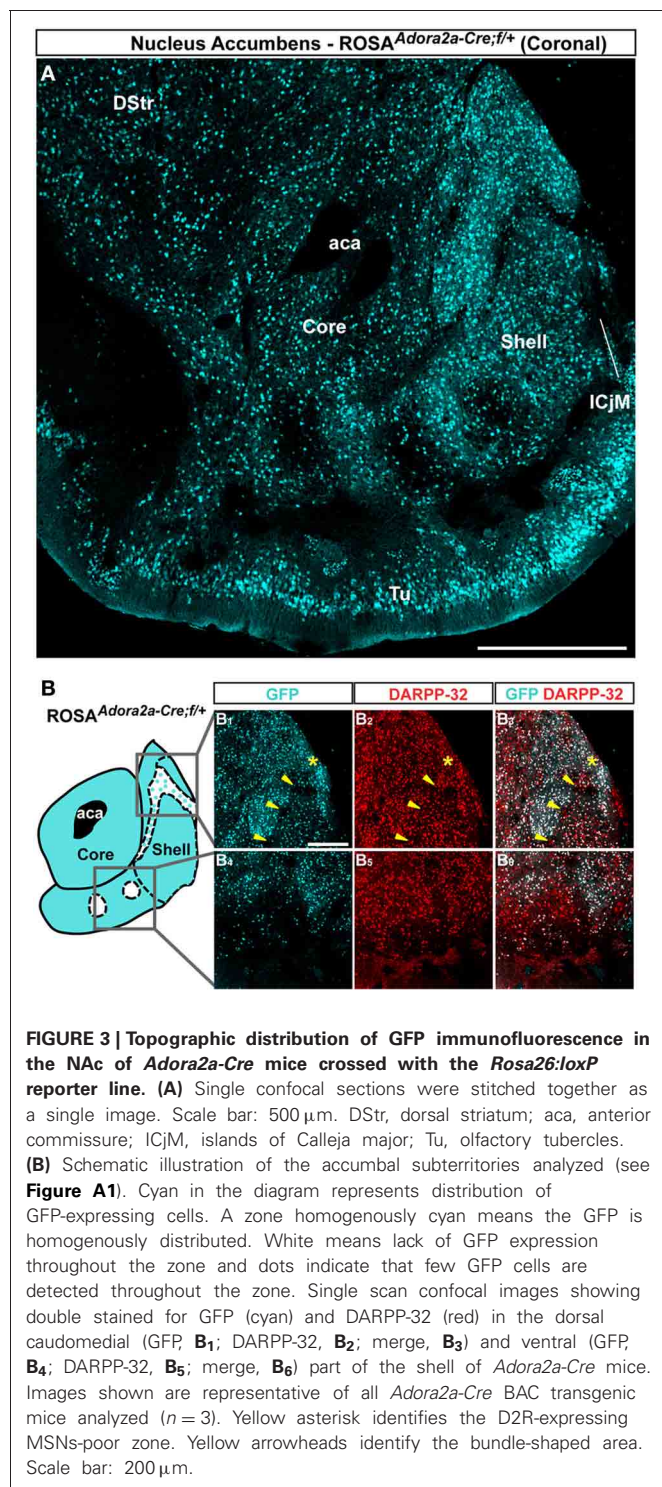 Nucleus Accumbens - ROSA^Adora2a-Cre;f/+ (Coronal)
A
DStr
aca
Core
Shell
ICjM
Tu
B
ROSA^Adora2a-Cre;f/+
aca
Core
Shell
GFP
DARPP-32
GFP DARPP-32
B1
B2
B3
*
*
*
B4
B5
B6
FIGURE 3 | Topographic distribution of GFP immunofluorescence in
the NAc of Adora2a-Cre mice crossed with the Rosa26:loxP
reporter line. (A) Single confocal sections were stitched together as
a single image. Scale bar: 500 μm. DStr, dorsal striatum; aca, anterior
commissure; ICjM, islands of Calleja major; Tu, olfactory tubercles.
(B) Schematic illustration of the accumbal subterritories analyzed (see
Figure A1). Cyan in the diagram represents distribution of
GFP-expressing cells. A zone homogenously cyan means the GFP is
homogenously distributed. White means lack of GFP expression
throughout the zone and dots indicate that few GFP cells are
detected throughout the zone. Single scan confocal images showing
double stained for GFP (cyan) and DARPP-32 (red) in the dorsal
caudomedial (GFP, B1; DARPP-32, B2; merge, B3) and ventral (GFP,
B4; DARPP-32, B5; merge, B6) part of the shell of Adora2a-Cre mice.
Images shown are representative of all Adora2a-Cre BAC transgenic
mice analyzed (n = 3). Yellow asterisk identifies the D2R-expressing
MSNs-poor zone. Yellow arrowheads identify the bundle-shaped area.
Scale bar: 200 μm.